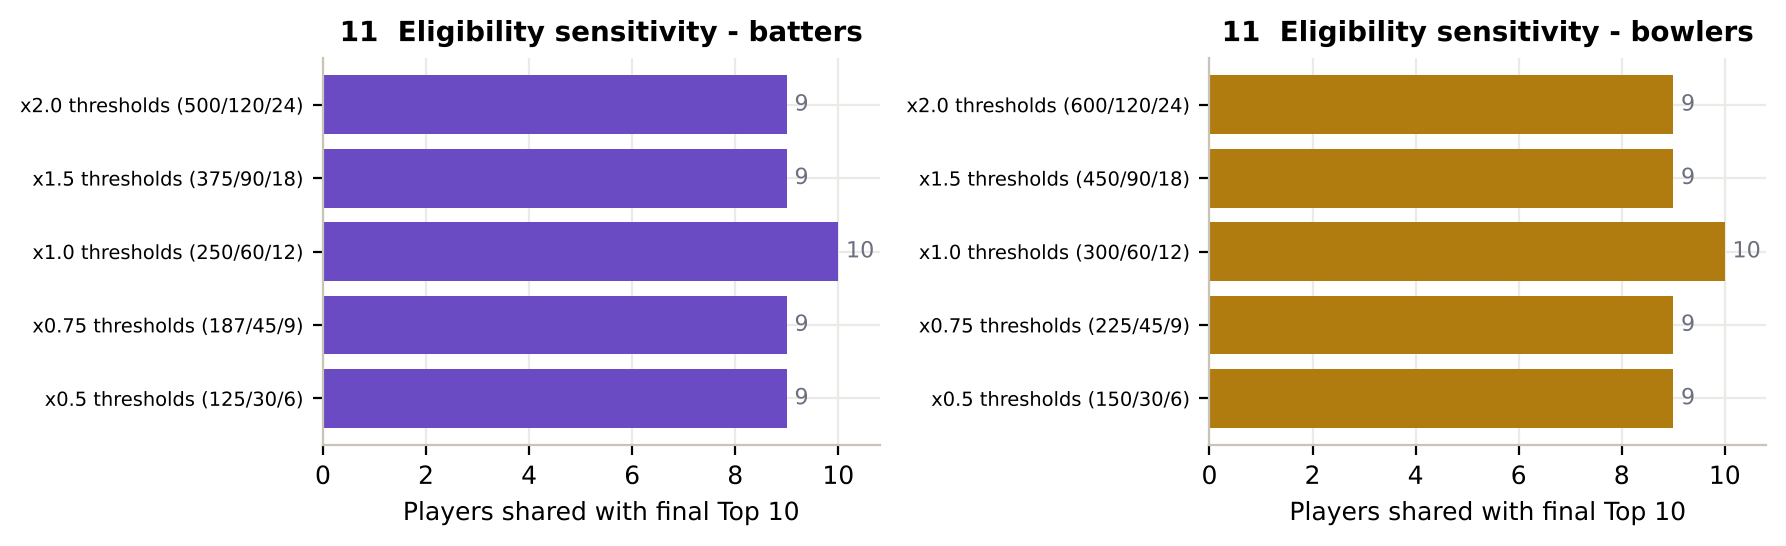 11  Eligibility sensitivity - batters
x2.0 thresholds (500/120/24)
9
x1.5 thresholds (375/90/18)
9
x1.0 thresholds (250/60/12)
10
x0.75 thresholds (187/45/9)
9
x0.5 thresholds (125/30/6)
9
0 2 4 6 8 10
Players shared with final Top 10
11  Eligibility sensitivity - bowlers
x2.0 thresholds (600/120/24)
9
x1.5 thresholds (450/90/18)
9
x1.0 thresholds (300/60/12)
10
x0.75 thresholds (225/45/9)
9
x0.5 thresholds (150/30/6)
9
0 2 4 6 8 10
Players shared with final Top 10